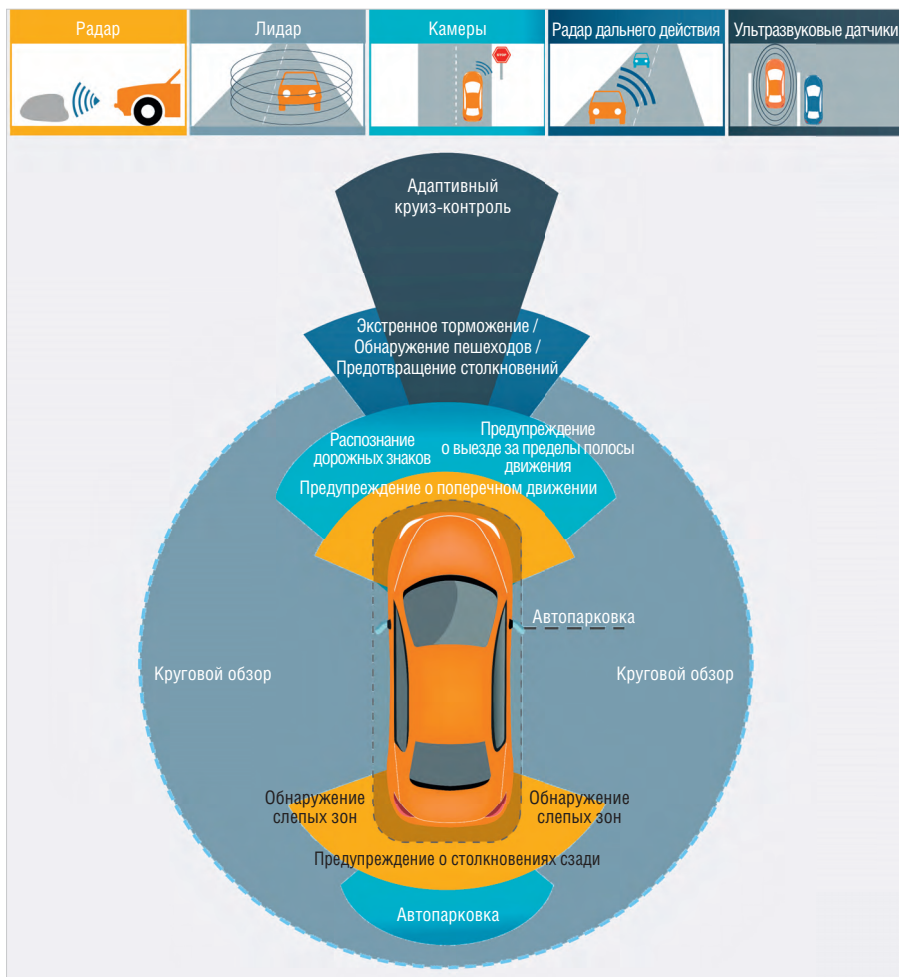 Радар
Лидар
Камеры
Радар дальнего действия
Ультразвуковые датчики
STOP
Адаптивный
круиз-контроль
Экстренное торможение /
Обнаружение пешеходов /
Предотвращение столкновений
Распознание
дорожных знаков
Предупреждение
о выезде за пределы полосы
движения
Предупреждение о поперечном движении
Автопарковка
Круговой обзор
Круговой обзор
Обнаружение
слепых зон
Обнаружение
слепых зон
Предупреждение о столкновениях сзади
Автопарковка